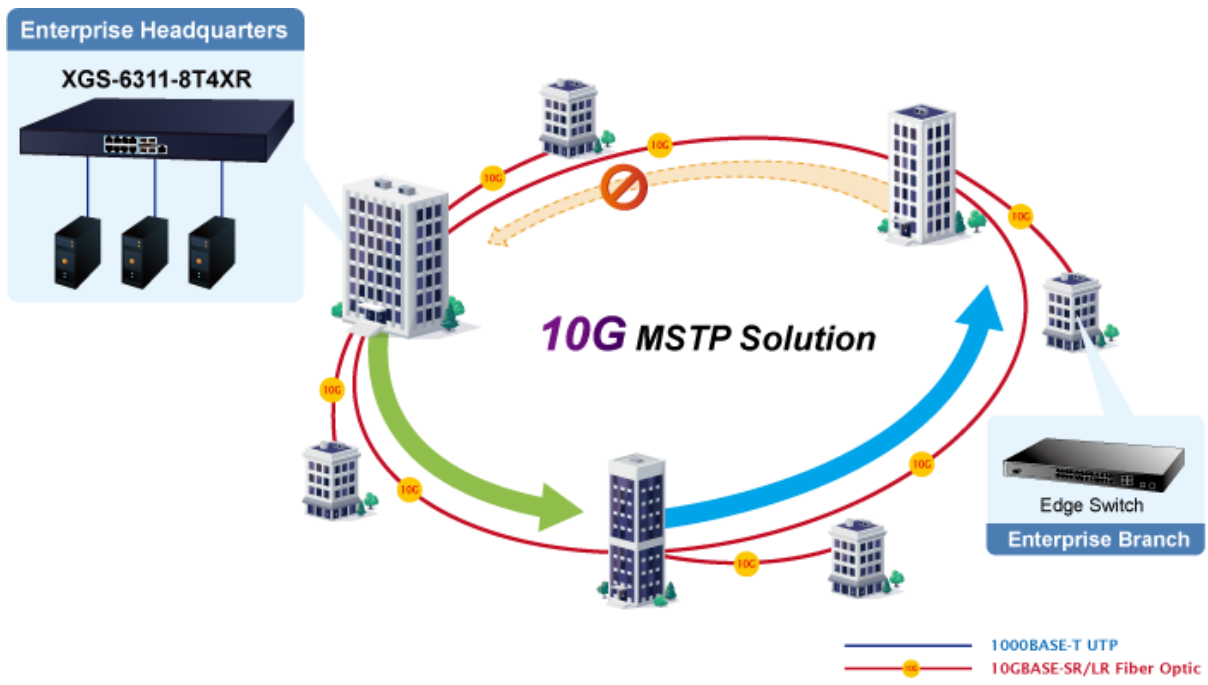 Enterprise Headquarters
XGS-6311-8T4XR
10G
10G
10G
10G MSTP Solution
10G
10G
10G
10G
Edge Switch
Enterprise Branch
1000BASE-T UTP
10G
10GBASE-SR/LR Fiber Optic